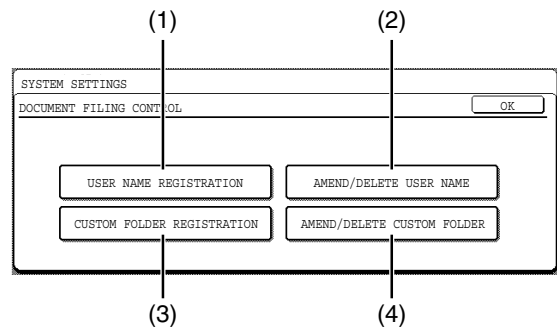 (1) (2)
SYSTEM SETTINGS
DOCUMENT FILING CONTROL OK
USER NAME REGISTRATION AMEND/DELETE USER NAME
CUSTOM FOLDER REGISTRATION AMEND/DELETE CUSTOM FOLDER
(3) (4)